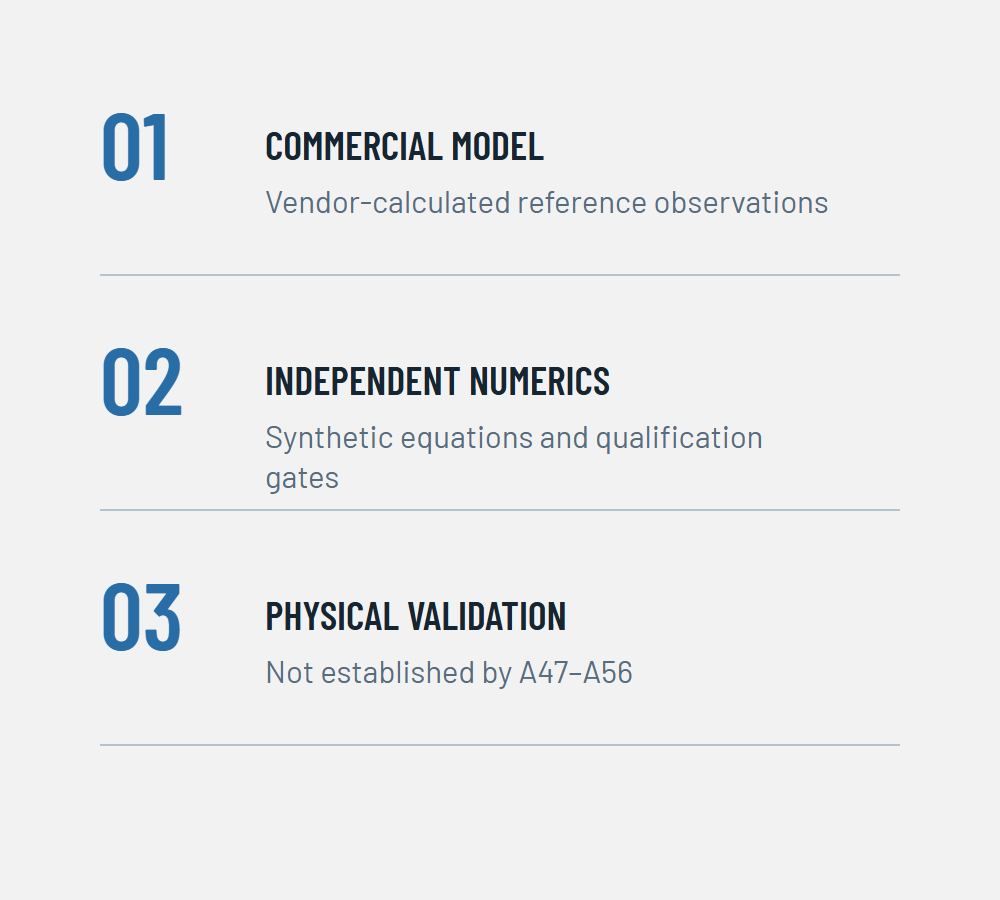 01
COMMERCIAL MODEL
Vendor-calculated reference observations
02
INDEPENDENT NUMERICS
Synthetic equations and qualification
gates
03
PHYSICAL VALIDATION
Not established by A47–A56